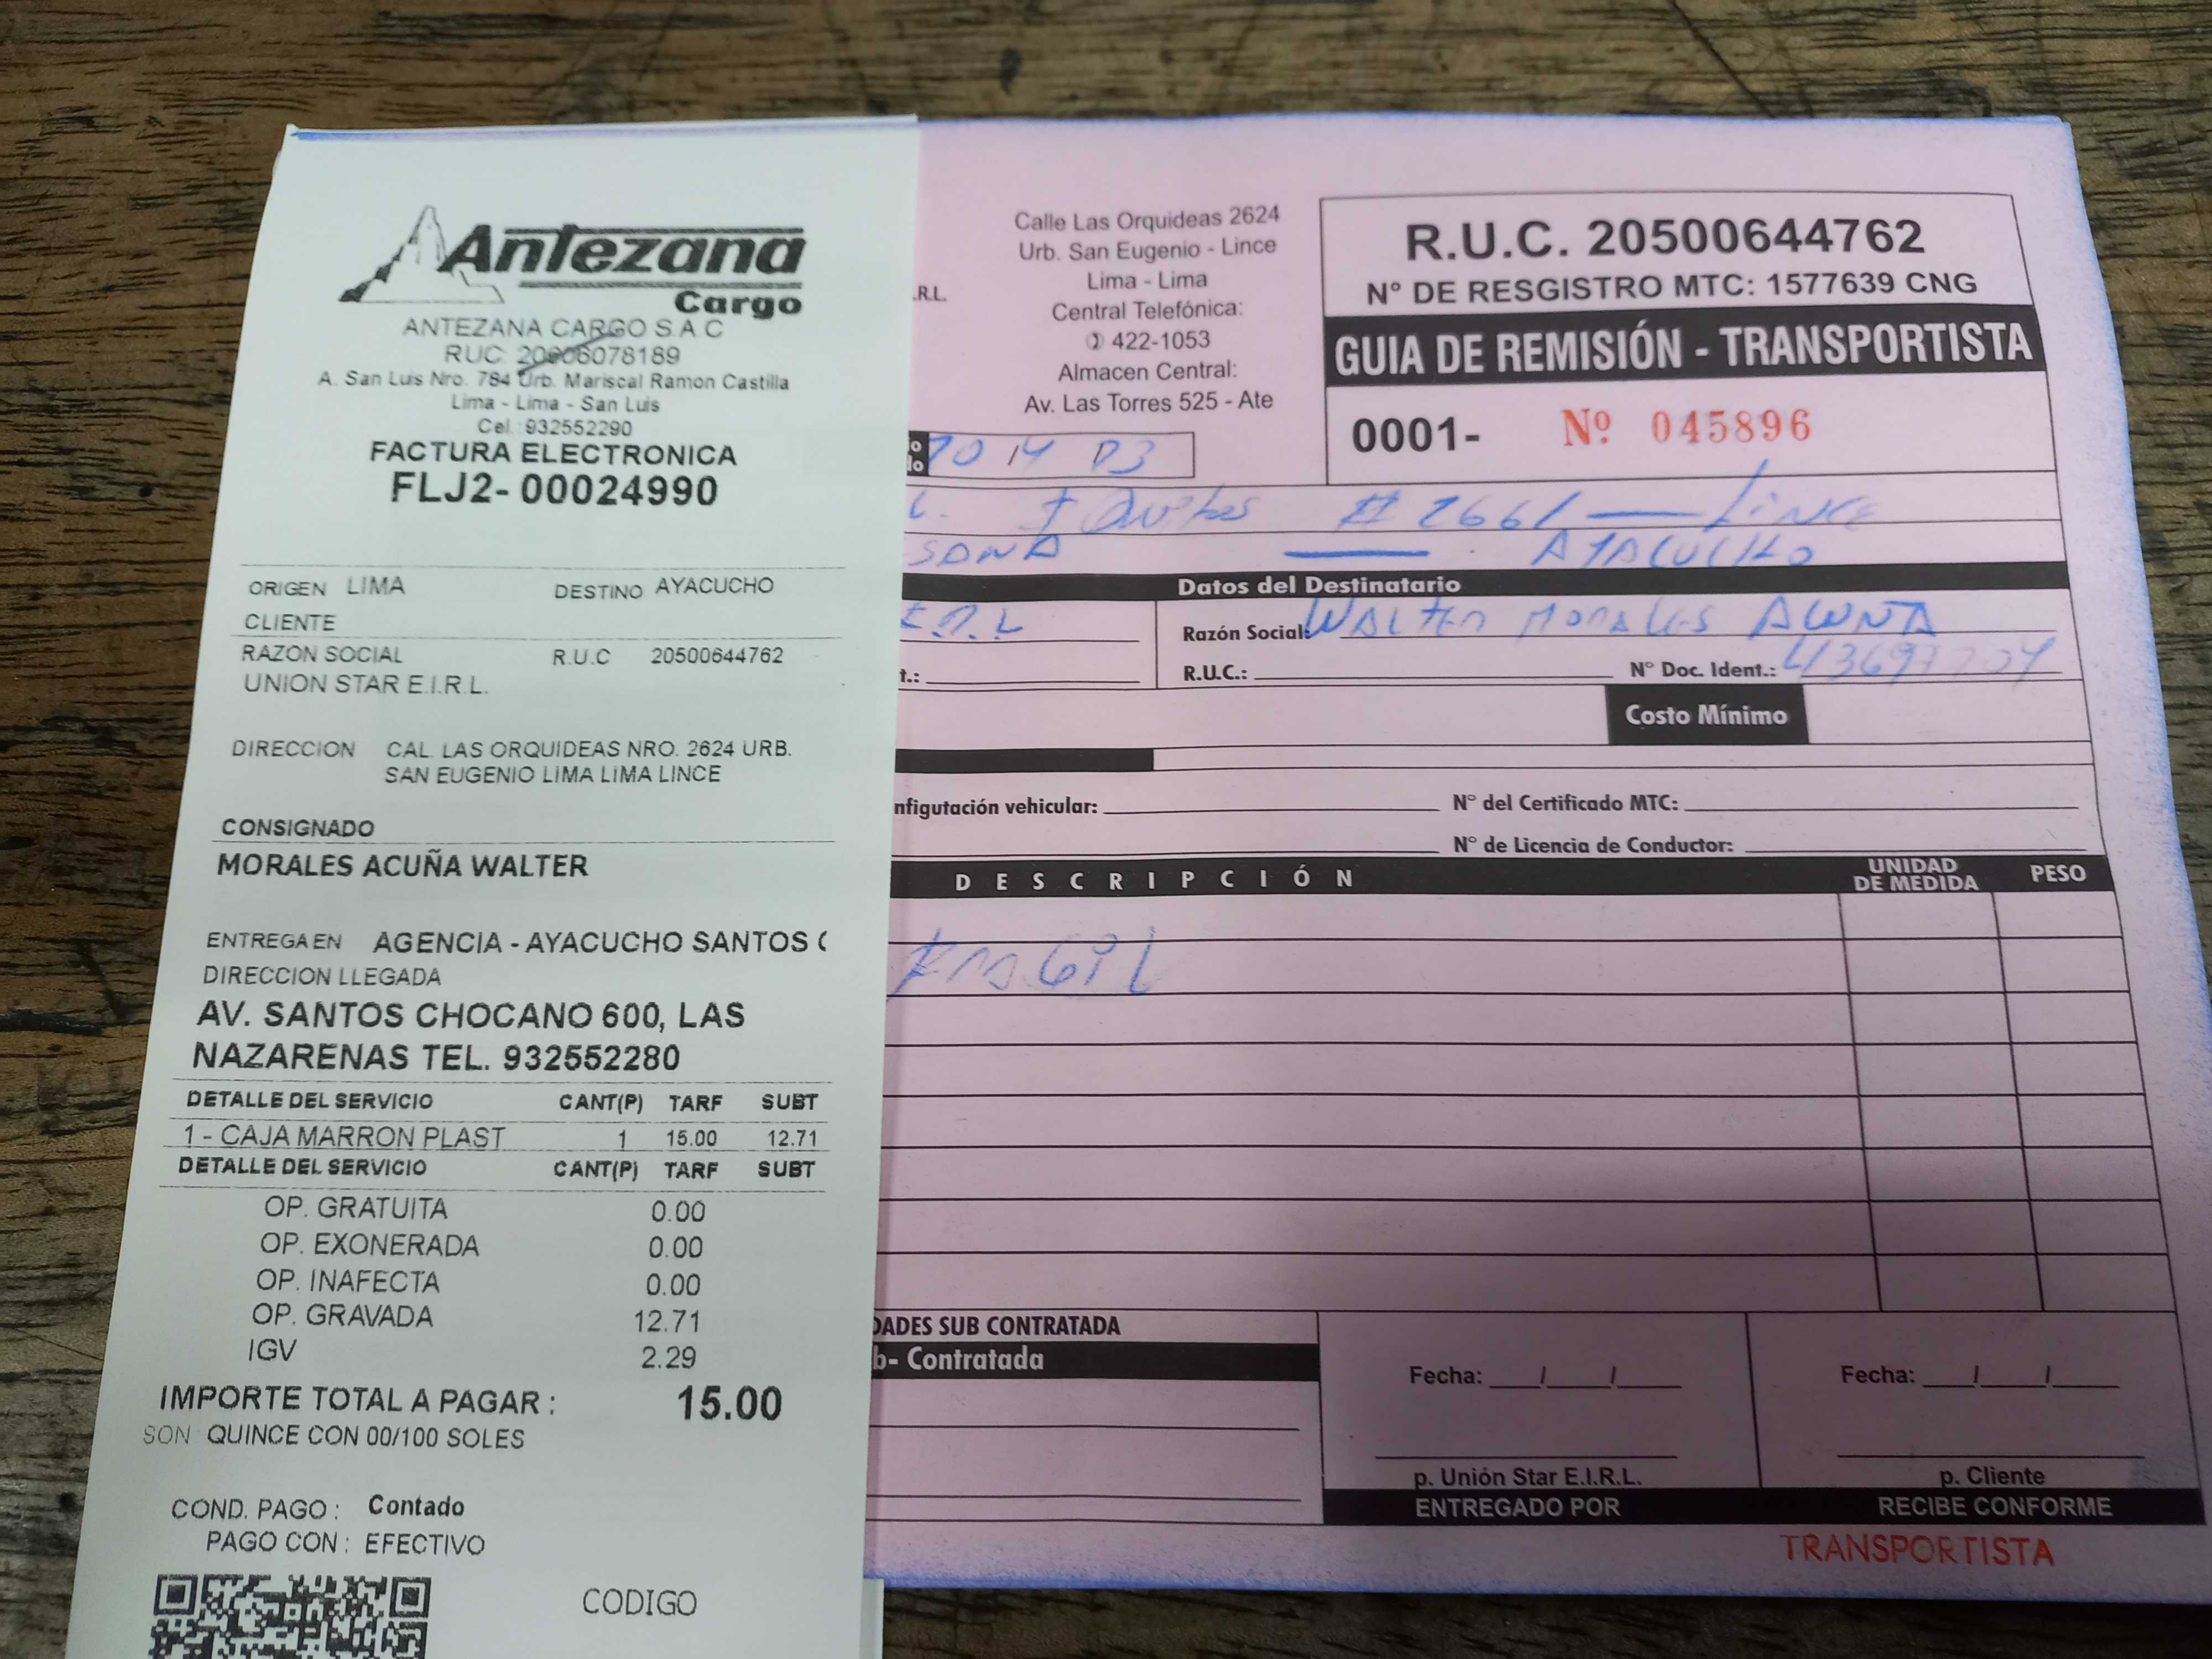 Antezana
Cargo
ANTEZANA CARGO S.A.C
RUC: 20606078189
A. San Luis Nro. 784 Urb. Mariscal Ramon Castilla
Lima - Lima - San Luis
Cel.:932552290
FACTURA ELECTRONICA
FLJ2- 00024990
ORIGEN LIMA DESTINO AYACUCHO
CLIENTE
RAZON SOCIAL R.U.C 20500644762
UNION STAR E.I.R.L.
DIRECCION CAL. LAS ORQUIDEAS NRO. 2624 URB.
SAN EUGENIO LIMA LIMA LINCE
CONSIGNADO
MORALES ACUÑA WALTER
ENTREGA EN AGENCIA - AYACUCHO SANTOS
DIRECCION LLEGADA
AV. SANTOS CHOCANO 600, LAS
NAZARENAS TEL. 932552280
DETALLE DEL SERVICIO CANT(P) TARF SUBT
1 - CAJA MARRON PLAST 1 15.00 12.71
DETALLE DEL SERVICIO CANT(P) TARF SUBT
OP. GRATUITA 0.00
OP. EXONERADA 0.00
OP. INAFECTA 0.00
OP. GRAVADA 12.71
IGV 2.29
IMPORTE TOTAL A PAGAR : 15.00
SON QUINCE CON 00/100 SOLES
COND. PAGO : Contado
PAGO CON : EFECTIVO
CODIGO
.R.L.
Calle Las Orquideas 2624
Urb. San Eugenio - Lince
Lima - Lima
Central Telefónica:
✆ 422-1053
Almacen Central:
Av. Las Torres 525 - Ate
R.U.C. 20500644762
N° DE RESGISTRO MTC: 1577639 CNG
GUIA DE REMISIÓN - TRANSPORTISTA
0001- Nº 045896
# 2661 — LINCE
— AYACUCHO
Datos del Destinatario
E.I.R.L
Razón Social: WALTER MORALES ACUÑA
t.:
R.U.C.: N° Doc. Ident.:
Costo Mínimo
nfigutación vehicular: N° del Certificado MTC:
N° de Licencia de Conductor:
DESCRIPCIÓN UNIDAD DE MEDIDA PESO
DADES SUB CONTRATADA
b- Contratada
Fecha: ___/___/___ Fecha: ___/___/___
p. Unión Star E.I.R.L. p. Cliente
ENTREGADO POR RECIBE CONFORME
TRANSPORTISTA